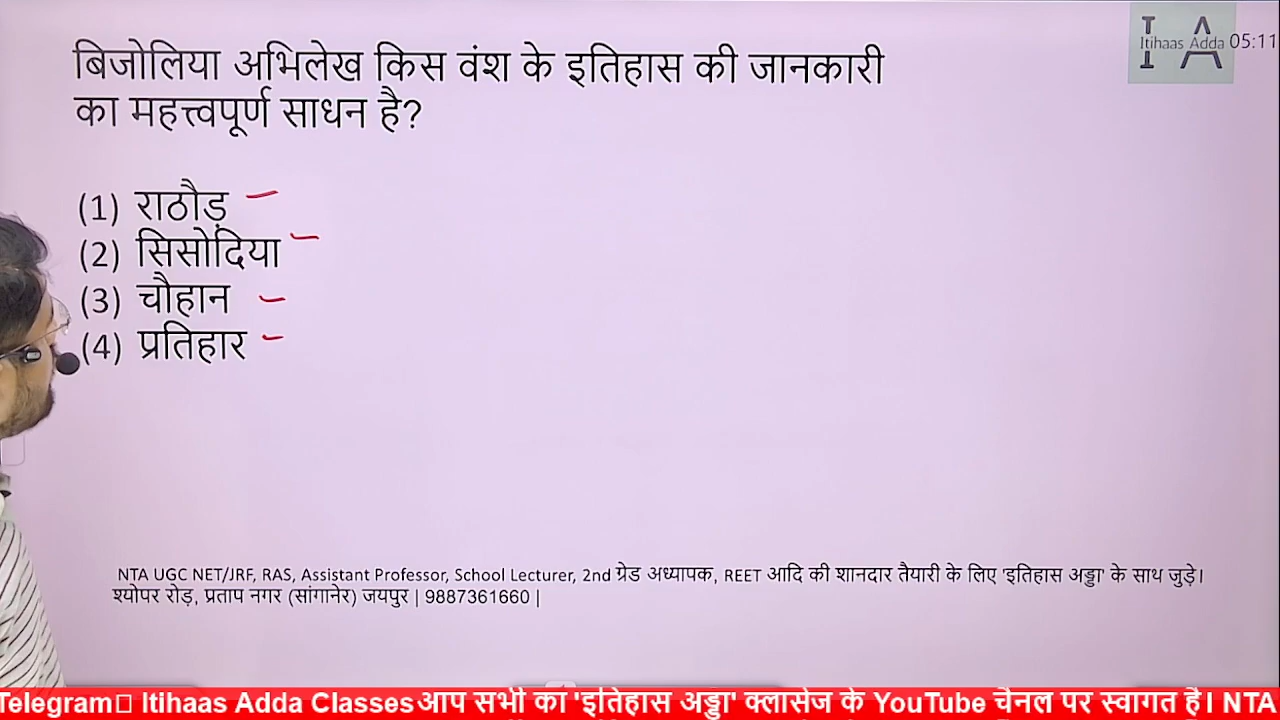 बिजोलिया अभिलेख किस वंश के इतिहास की जानकारी
का महत्त्वपूर्ण साधन है?
(1) राठौड़
(2) सिसोदिया
(3) चौहान
(4) प्रतिहार
I A
Itihaas Adda 05:11
NTA UGC NET/JRF, RAS, Assistant Professor, School Lecturer, 2nd ग्रेड अध्यापक, REET आदि की शानदार तैयारी के लिए 'इतिहास अड्डा' के साथ जुड़े।
श्योपर रोड़, प्रताप नगर (सांगानेर) जयपुर | 9887361660 |
Telegram Itihaas Adda Classesआप सभी का 'इतिहास अड्डा' क्लासेज के YouTube चैनल पर स्वागत है। NTA